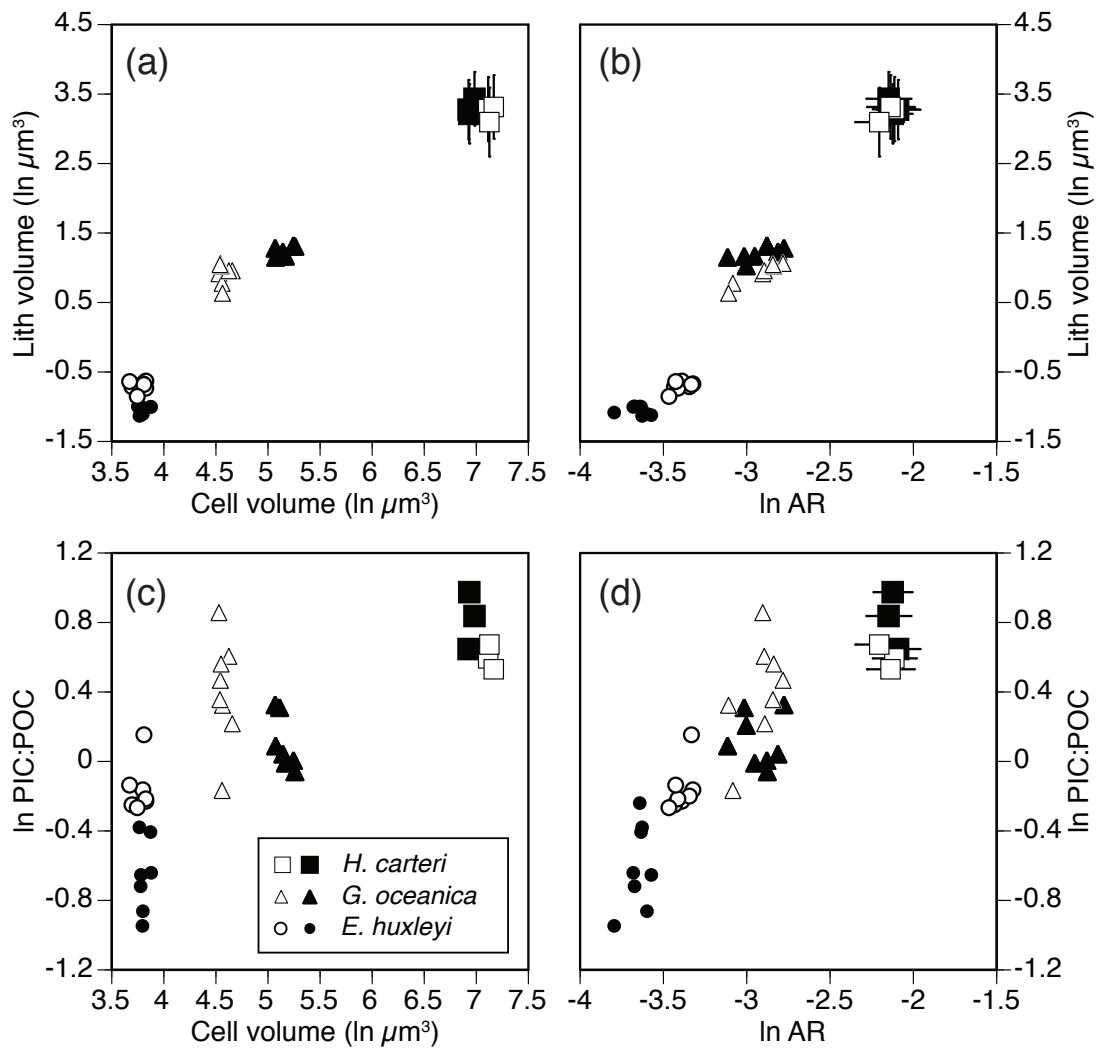 (a)
Lith volume (ln µm³)
4.5
3.5
2.5
1.5
0.5
-0.5
-1.5
3.5 4 4.5 5 5.5 6 6.5 7 7.5
Cell volume (ln µm³)
(b)
4.5
3.5
2.5
1.5
0.5
-0.5
-1.5
Lith volume (ln µm³)
-4 -3.5 -3 -2.5 -2 -1.5
ln AR
(c)
ln PIC:POC
1.2
0.8
0.4
0
-0.4
-0.8
-1.2
H. carteri
G. oceanica
E. huxleyi
3.5 4 4.5 5 5.5 6 6.5 7 7.5
Cell volume (ln µm³)
(d)
1.2
0.8
0.4
0
-0.4
-0.8
-1.2
ln PIC:POC
-4 -3.5 -3 -2.5 -2 -1.5
ln AR